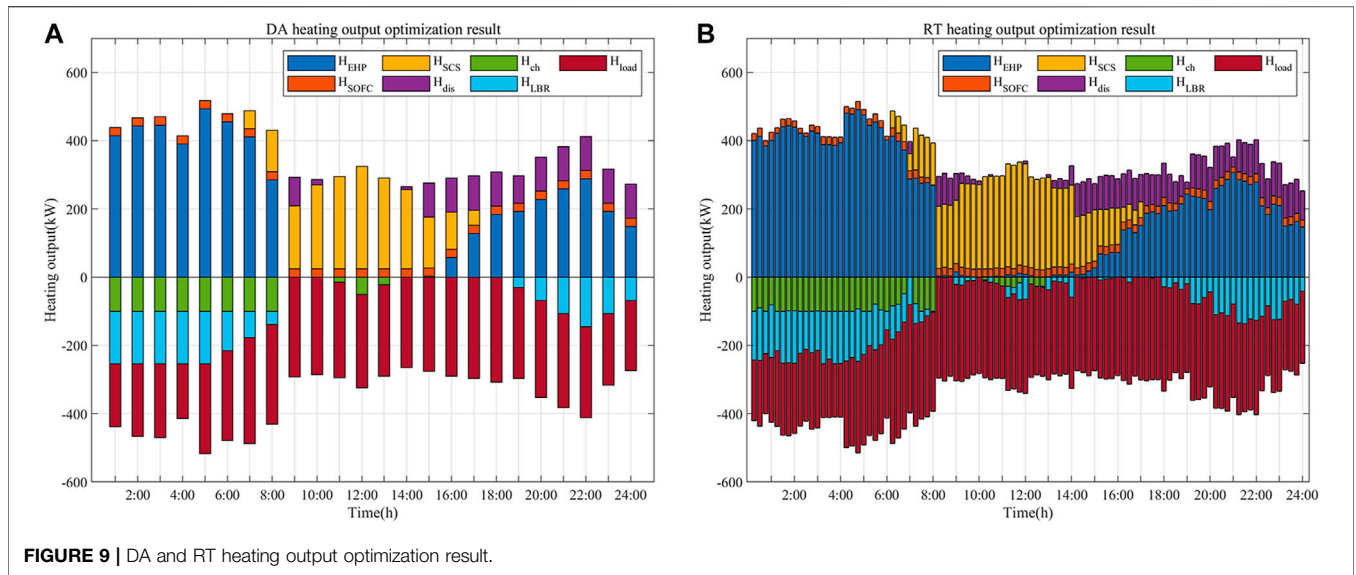 A
DA heating output optimization result
H_EHP H_SCS H_ch H_load
H_SOFC H_dis H_LBR
Heating output(kW)
600
400
200
0
-200
-400
-600
2:00 4:00 6:00 8:00 10:00 12:00 14:00 16:00 18:00 20:00 22:00 24:00
Time(h)
B
RT heating output optimization result
H_EHP H_SCS H_ch H_load
H_SOFC H_dis H_LBR
Heating output(kW)
600
400
200
0
-200
-400
-600
2:00 4:00 6:00 8:00 10:00 12:00 14:00 16:00 18:00 20:00 22:00 24:00
Time(h)
FIGURE 9 | DA and RT heating output optimization result.